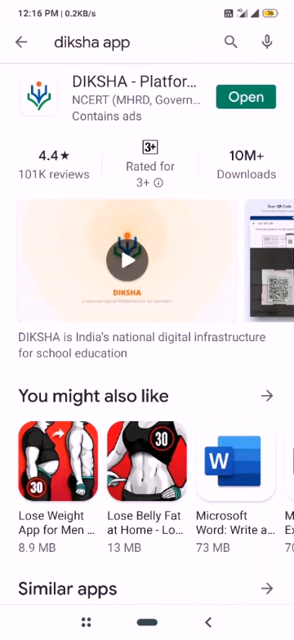 12:16 PM | 0.2KB/s
diksha app
DIKSHA - Platfor...
NCERT (MHRD, Govern...
Contains ads
Open
4.4★
101K reviews
3+
Rated for
3+
10M+
Downloads
DIKSHA
DIKSHA is India's national digital infrastructure
for school education
You might also like
30
30
W
Lose Weight
App for Men ...
8.9 MB
Lose Belly Fat
at Home - Lo...
13 MB
Microsoft
Word: Write a...
73 MB
Similar apps